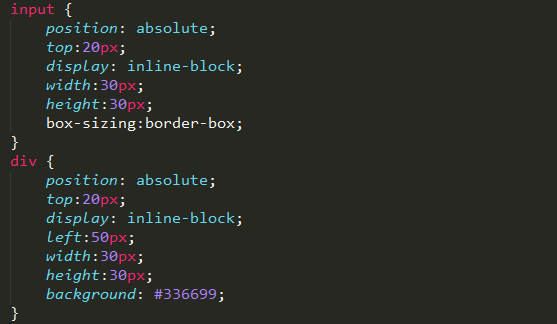 input {
position: absolute;
top:20px;
display: inline-block;
width:30px;
height:30px;
box-sizing:border-box;
}
div {
position: absolute;
top:20px;
display: inline-block;
left:50px;
width:30px;
height:30px;
background: #336699;
}